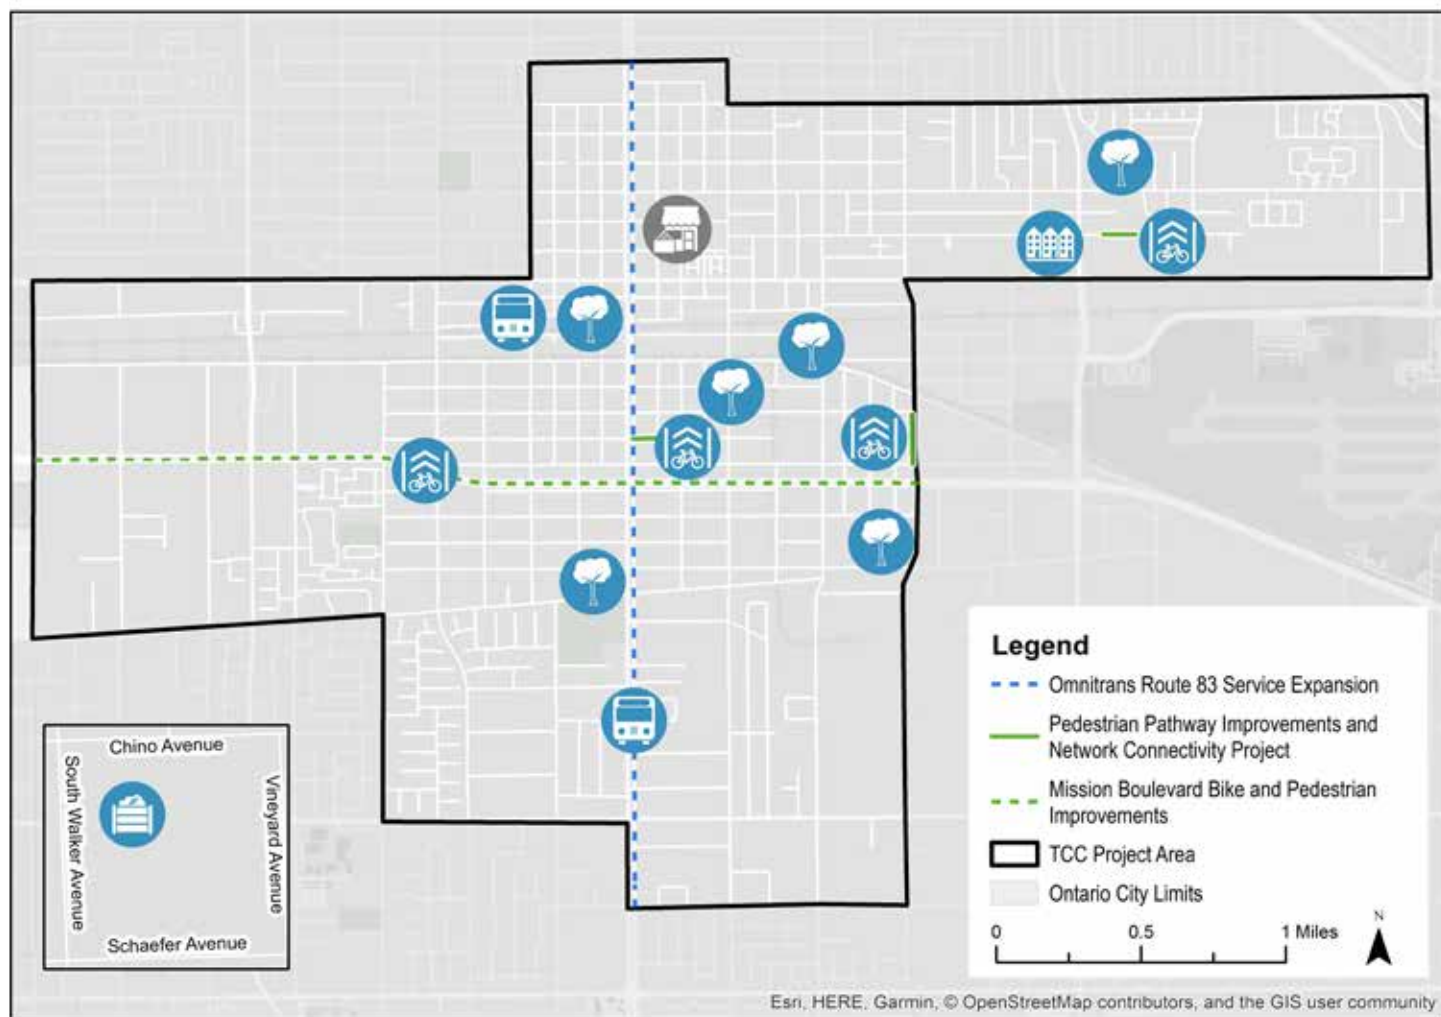 Chino Avenue
South Walker Avenue
Vineyard Avenue
Schaefer Avenue
Legend
Omnitrans Route 83 Service Expansion
Pedestrian Pathway Improvements and
Network Connectivity Project
Mission Boulevard Bike and Pedestrian
Improvements
TCC Project Area
Ontario City Limits
0 0.5 1 Miles
N
Esri, HERE, Garmin, © OpenStreetMap contributors, and the GIS user community